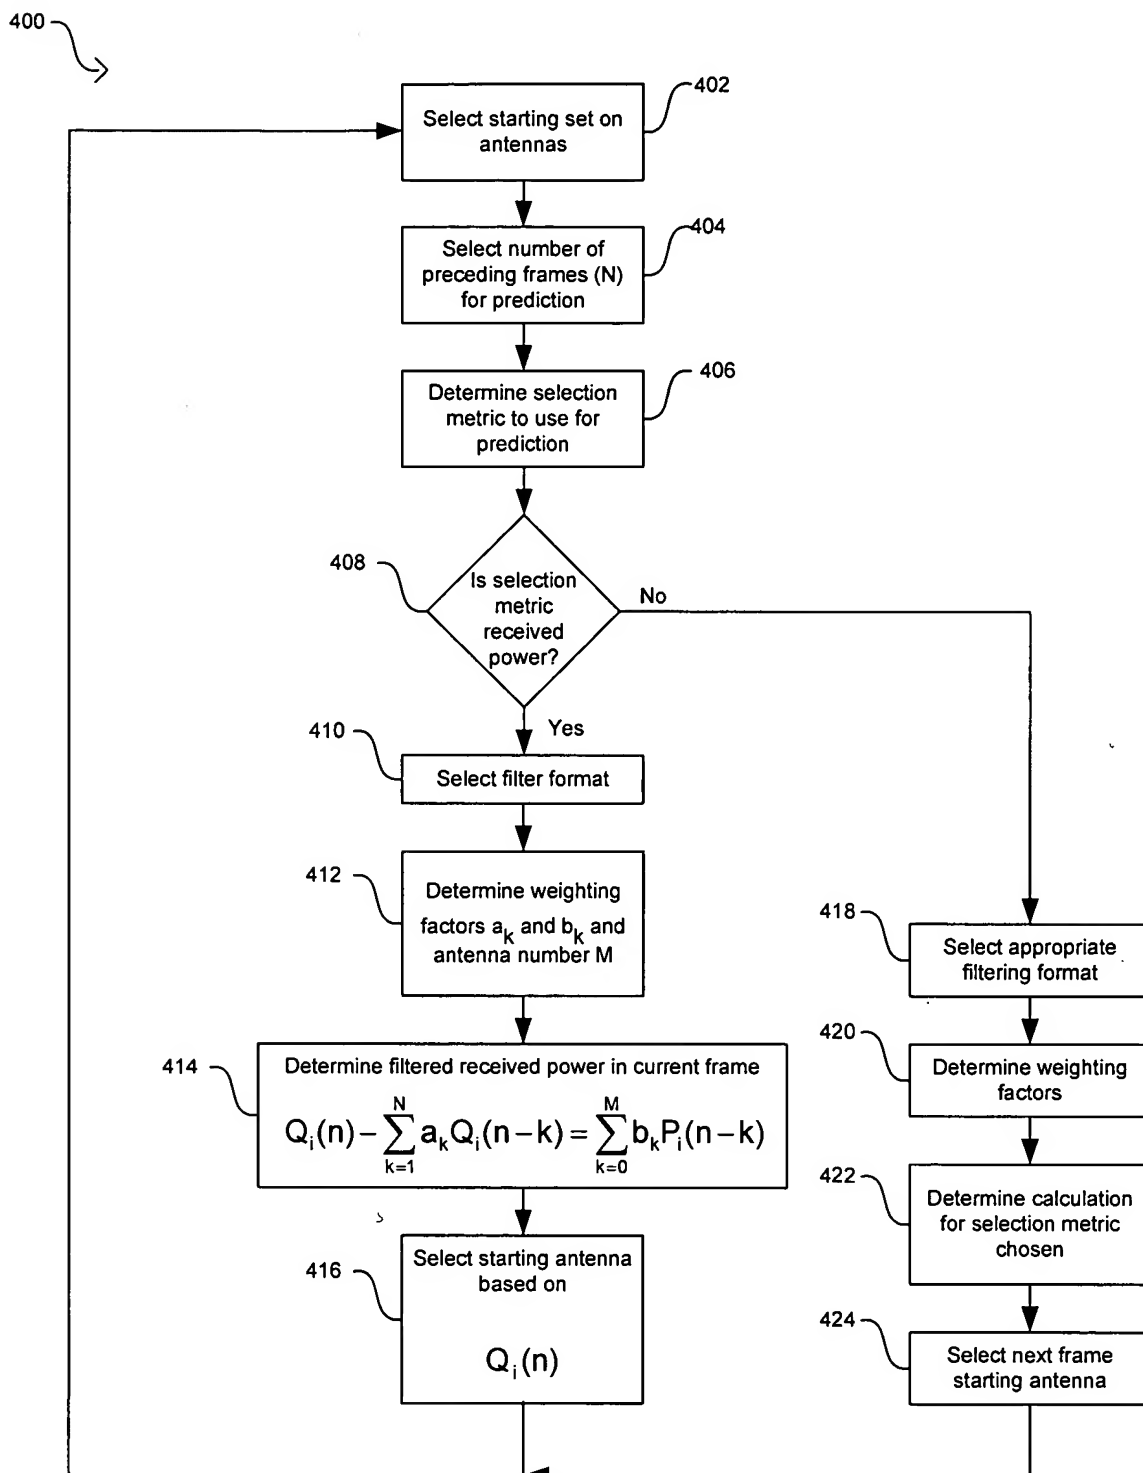 400
402
Select starting set on
antennas
404
Select number of
preceding frames (N)
for prediction
406
Determine selection
metric to use for
prediction
408
Is selection
metric
received
power?
No
Yes
410
Select filter format
412
Determine weighting
factors a_k and b_k and
antenna number M
414
Determine filtered received power in current frame
Q_i(n) − \sum_{k=1}^{N} a_k Q_i(n−k) = \sum_{k=0}^{M} b_k P_i(n−k)
416
Select starting antenna
based on
Q_i(n)
418
Select appropriate
filtering format
420
Determine weighting
factors
422
Determine calculation
for selection metric
chosen
424
Select next frame
starting antenna